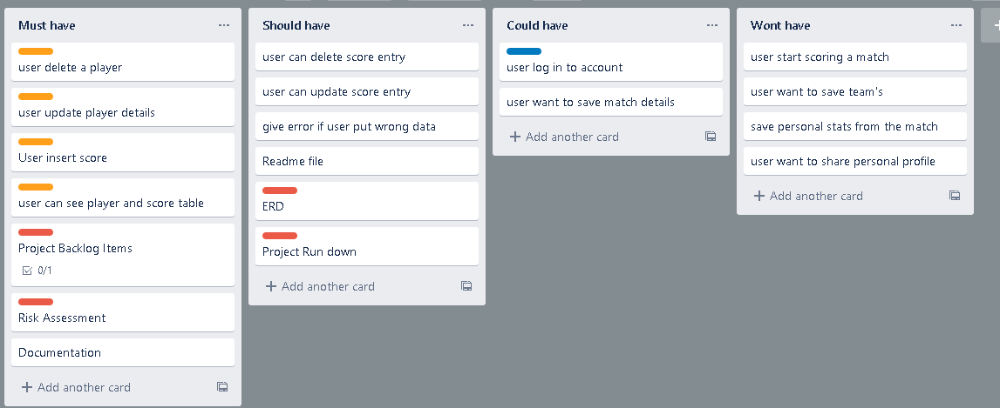 Must have
user delete a player
user update player details
User insert score
user can see player and score table
Project Backlog Items
0/1
Risk Assessment
Documentation
Add another card
Should have
user can delete score entry
user can update score entry
give error if user put wrong data
Readme file
ERD
Project Run down
Add another card
Could have
user log in to account
user want to save match details
Add another card
Wont have
user start scoring a match
user want to save team's
save personal stats from the match
user want to share personal profile
Add another card